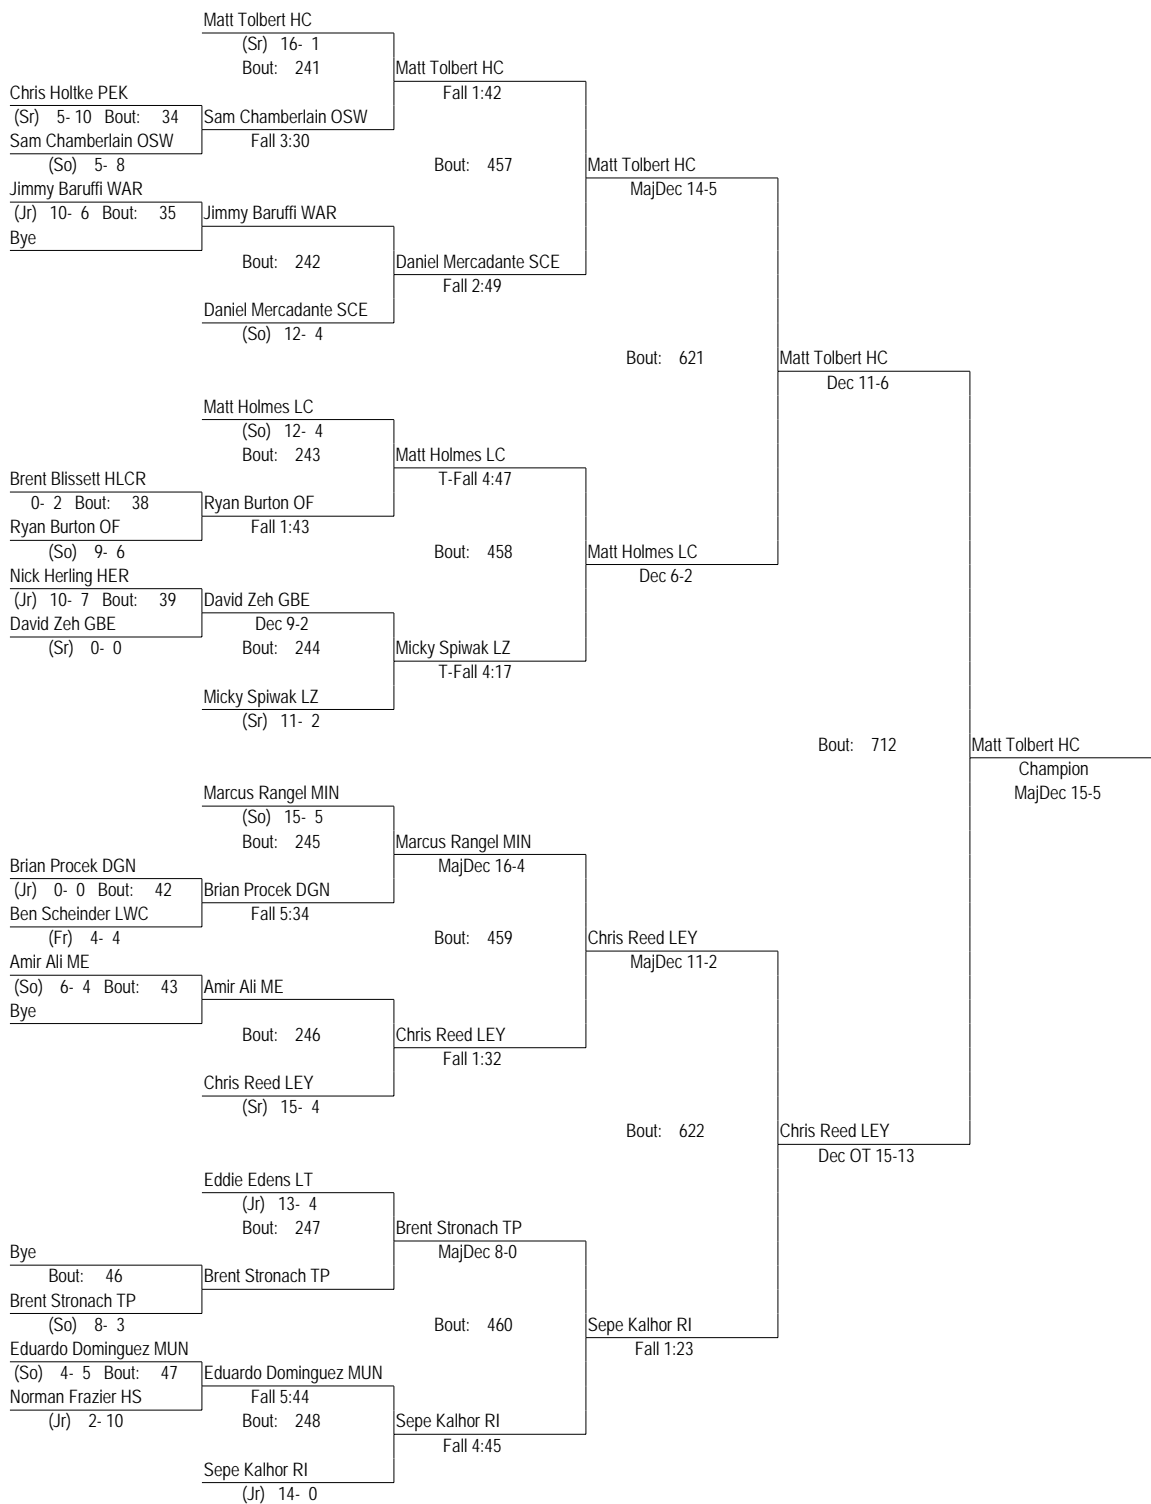 Matt Tolbert HC
(Sr) 16- 1
Bout: 241
Matt Tolbert HC
Fall 1:42
Chris Holtke PEK
(Sr) 5- 10 Bout: 34
Sam Chamberlain OSW
Fall 3:30
Sam Chamberlain OSW
(So) 5- 8
Bout: 457
Matt Tolbert HC
MajDec 14-5
Jimmy Baruffi WAR
(Jr) 10- 6 Bout: 35
Jimmy Baruffi WAR
Bye
Bout: 242
Daniel Mercadante SCE
Fall 2:49
Daniel Mercadante SCE
(So) 12- 4
Bout: 621
Matt Tolbert HC
Dec 11-6
Matt Holmes LC
(So) 12- 4
Bout: 243
Matt Holmes LC
T-Fall 4:47
Brent Blissett HLCR
0- 2 Bout: 38
Ryan Burton OF
Fall 1:43
Ryan Burton OF
(So) 9- 6
Bout: 458
Matt Holmes LC
Dec 6-2
Nick Herling HER
(Jr) 10- 7 Bout: 39
David Zeh GBE
Dec 9-2
David Zeh GBE
(Sr) 0- 0
Bout: 244
Micky Spiwak LZ
T-Fall 4:17
Micky Spiwak LZ
(Sr) 11- 2
Bout: 712
Matt Tolbert HC
Champion
MajDec 15-5
Marcus Rangel MIN
(So) 15- 5
Bout: 245
Marcus Rangel MIN
MajDec 16-4
Brian Procek DGN
(Jr) 0- 0 Bout: 42
Brian Procek DGN
Fall 5:34
Ben Scheinder LWC
(Fr) 4- 4
Bout: 459
Chris Reed LEY
MajDec 11-2
Amir Ali ME
(So) 6- 4 Bout: 43
Amir Ali ME
Bye
Bout: 246
Chris Reed LEY
Fall 1:32
Chris Reed LEY
(Sr) 15- 4
Bout: 622
Chris Reed LEY
Dec OT 15-13
Eddie Edens LT
(Jr) 13- 4
Bout: 247
Brent Stronach TP
MajDec 8-0
Bye
Bout: 46
Brent Stronach TP
Brent Stronach TP
(So) 8- 3
Bout: 460
Sepe Kalhor RI
Fall 1:23
Eduardo Dominguez MUN
(So) 4- 5 Bout: 47
Eduardo Dominguez MUN
Fall 5:44
Norman Frazier HS
(Jr) 2- 10
Bout: 248
Sepe Kalhor RI
Fall 4:45
Sepe Kalhor RI
(Jr) 14- 0